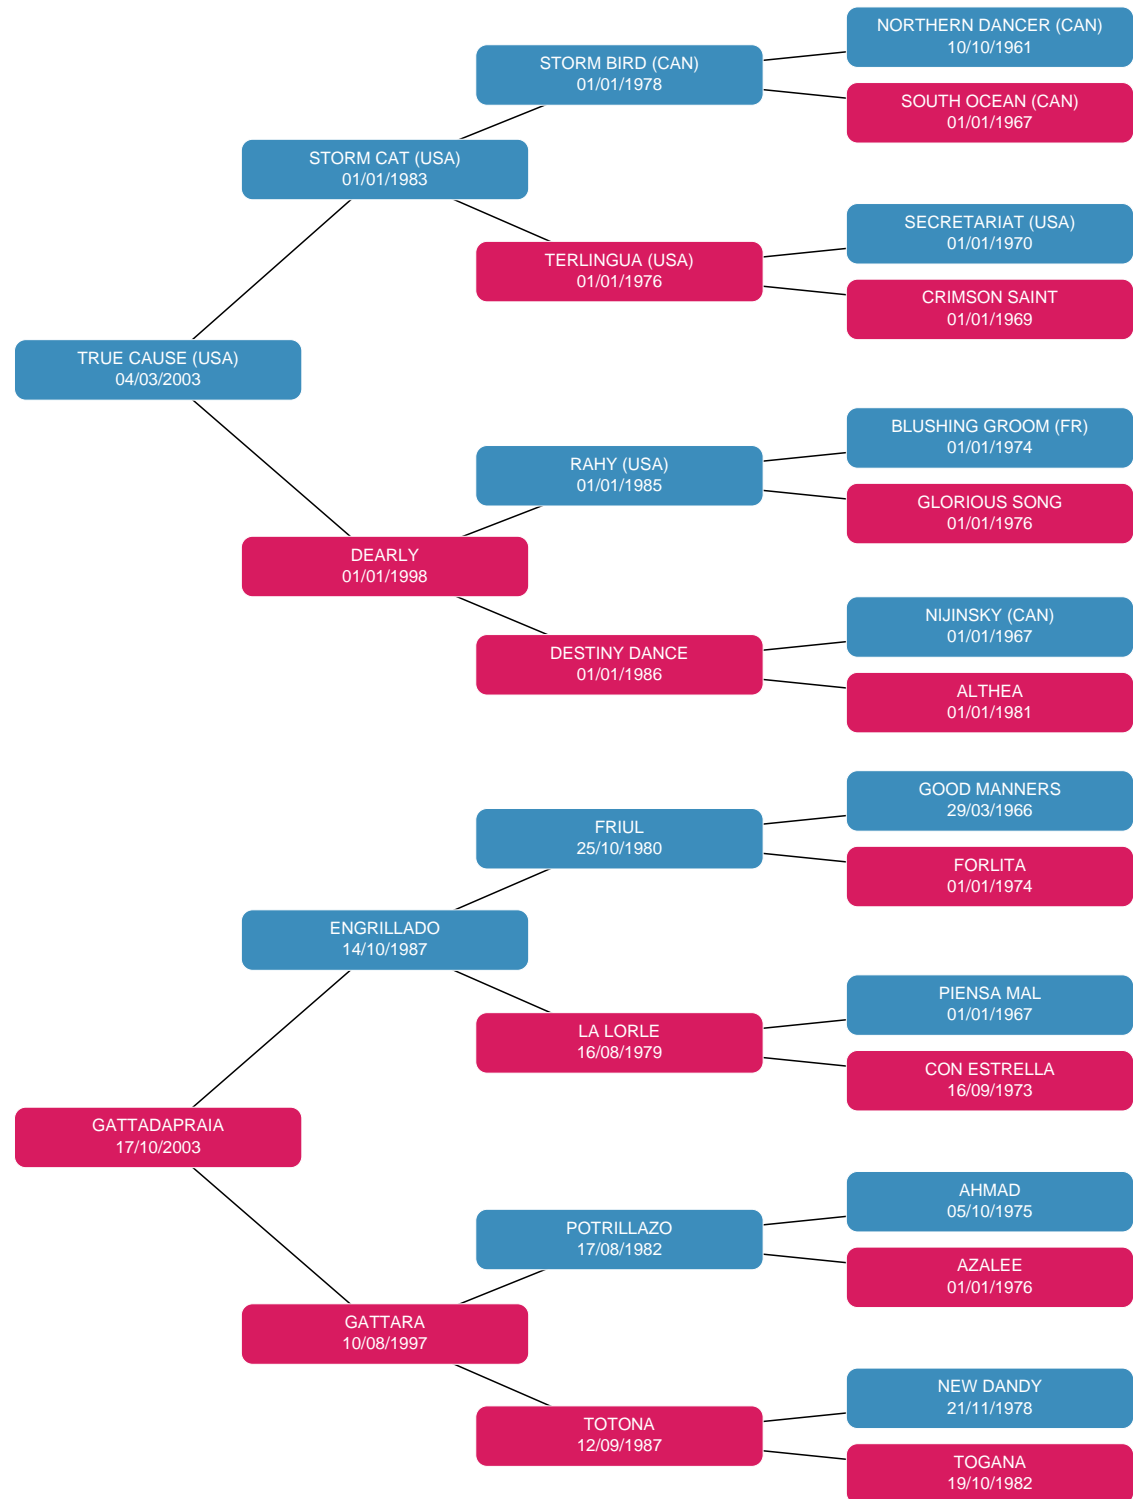 NORTHERN DANCER (CAN)
10/10/1961
STORM BIRD (CAN)
01/01/1978
SOUTH OCEAN (CAN)
01/01/1967
STORM CAT (USA)
01/01/1983
SECRETARIAT (USA)
01/01/1970
TERLINGUA (USA)
01/01/1976
CRIMSON SAINT
01/01/1969
TRUE CAUSE (USA)
04/03/2003
BLUSHING GROOM (FR)
01/01/1974
RAHY (USA)
01/01/1985
GLORIOUS SONG
01/01/1976
DEARLY
01/01/1998
NIJINSKY (CAN)
01/01/1967
DESTINY DANCE
01/01/1986
ALTHEA
01/01/1981
GOOD MANNERS
29/03/1966
FRIUL
25/10/1980
FORLITA
01/01/1974
ENGRILLADO
14/10/1987
PIENSA MAL
01/01/1967
LA LORLE
16/08/1979
CON ESTRELLA
16/09/1973
GATTADAPRAIA
17/10/2003
AHMAD
05/10/1975
POTRILLAZO
17/08/1982
AZALEE
01/01/1976
GATTARA
10/08/1997
NEW DANDY
21/11/1978
TOTONA
12/09/1987
TOGANA
19/10/1982